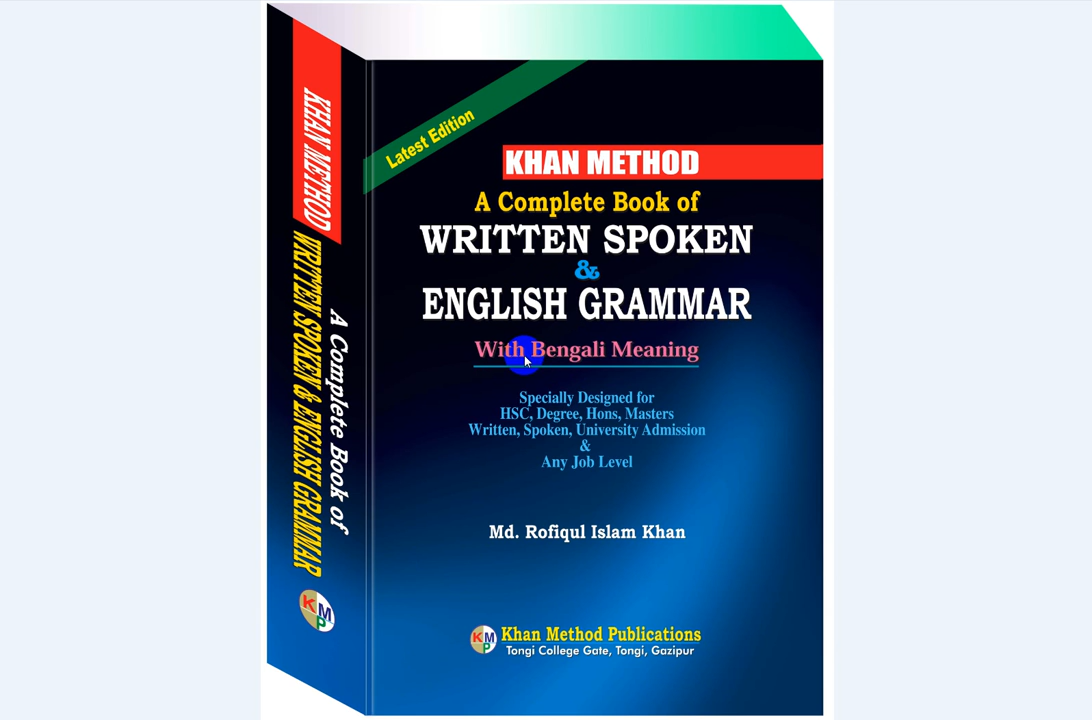 Latest Edition
KHAN METHOD
A Complete Book of
WRITTEN SPOKEN
&
ENGLISH GRAMMAR
With Bengali Meaning
Specially Designed for
HSC, Degree, Hons, Masters
Written, Spoken, University Admission
&
Any Job Level
Md. Rofiqul Islam Khan
KMP
Khan Method Publications
Tongi College Gate, Tongi, Gazipur
KHAN METHOD
A Complete Book of
WRITTEN SPOKEN & ENGLISH GRAMMAR
KMP